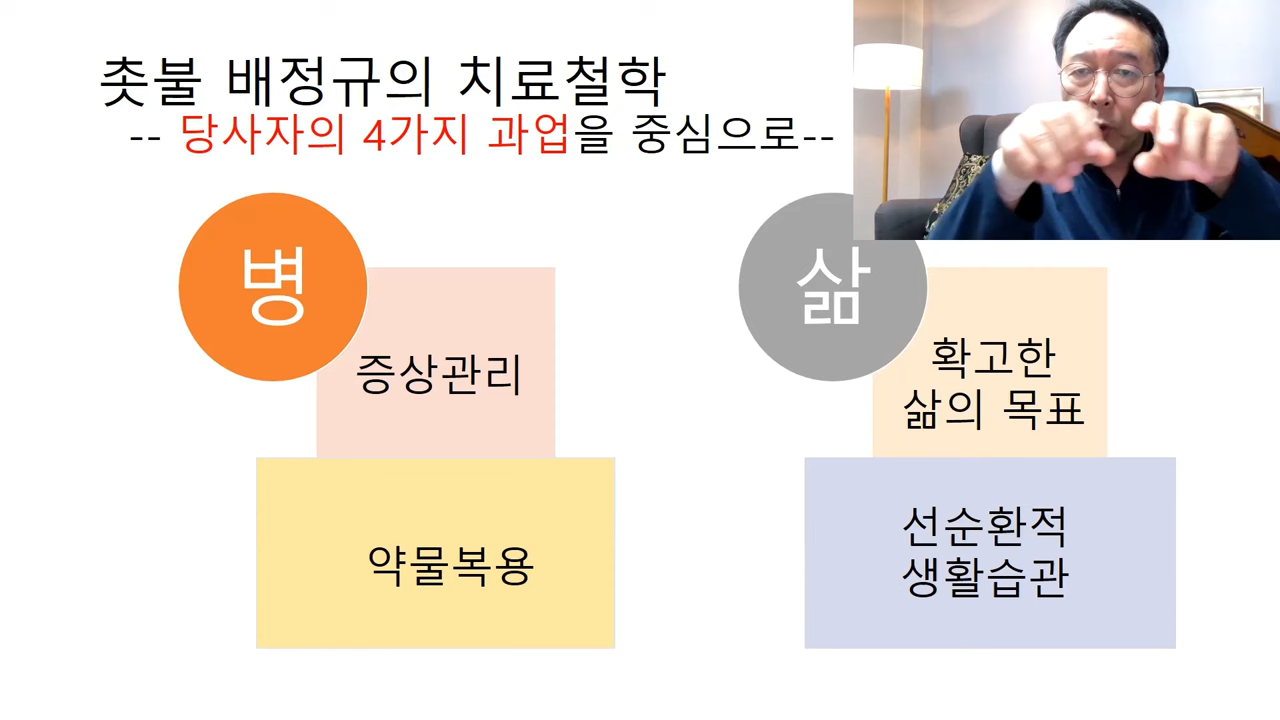 촛불 배정규의 치료철학
-- 당사자의 4가지 과업을 중심으로--
병
증상관리
약물복용
삶
확고한
삶의 목표
선순환적
생활습관